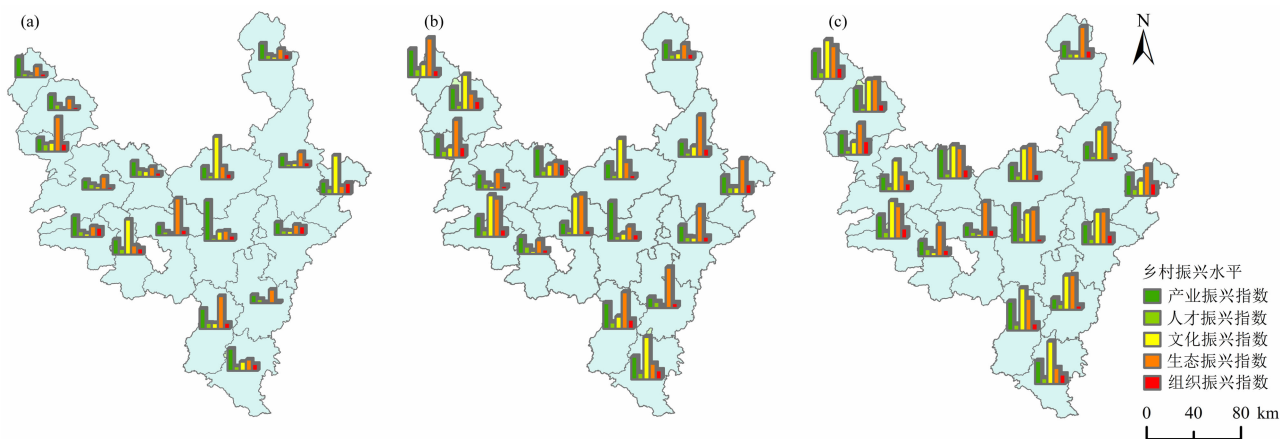 (a)
(b)
(c)
N
乡村振兴水平
产业振兴指数
人才振兴指数
文化振兴指数
生态振兴指数
组织振兴指数
0 40 80 km